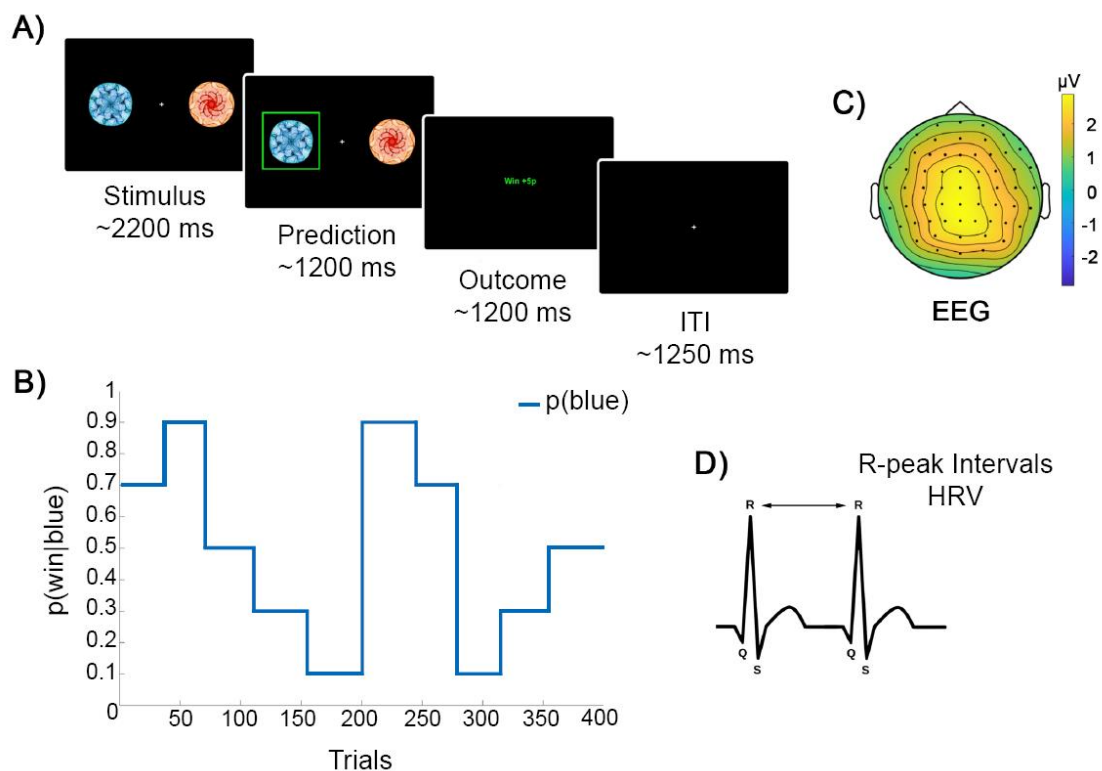 A)
Stimulus
~2200 ms
Prediction
~1200 ms
Win +5p
Outcome
~1200 ms
ITI
~1250 ms
C)
µV
2
1
0
-1
-2
EEG
B)
p(win|blue)
1
0.9
0.8
0.7
0.6
0.5
0.4
0.3
0.2
0.1
0
50
100
150
200
250
300
350
400
Trials
p(blue)
D)
R-peak Intervals
HRV
R
R
Q
S
Q
S